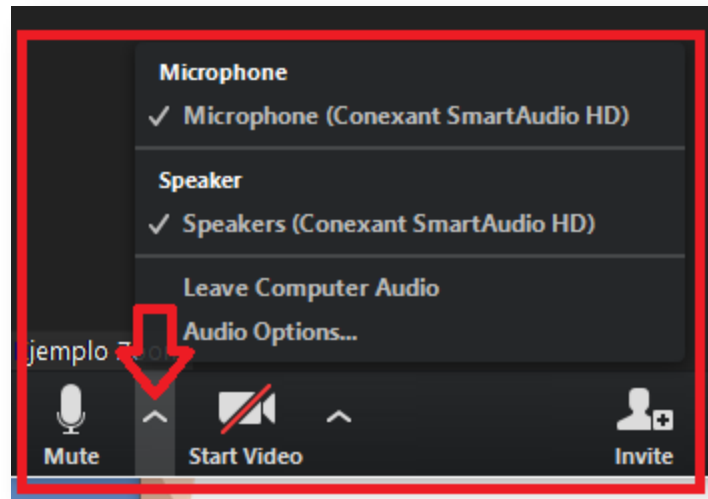 Microphone
Microphone (Conexant SmartAudio HD)
Speaker
Speakers (Conexant SmartAudio HD)
Leave Computer Audio
Audio Options...
jemplo
Mute
Start Video
Invite